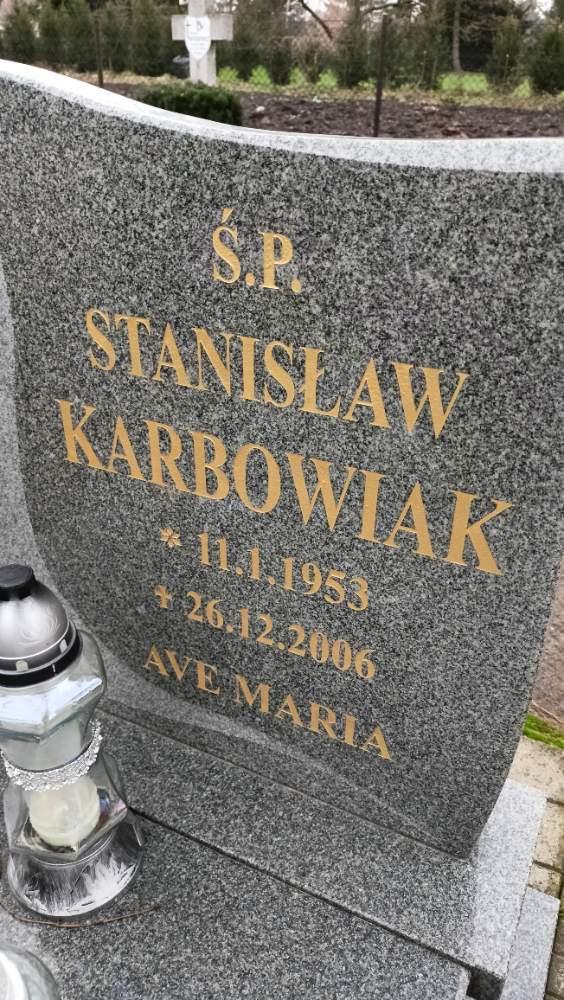 Ś.P.
STANISŁAW
KARBOWIAK
* 11.1.1953
✝ 26.12.2006
AVE MARIA